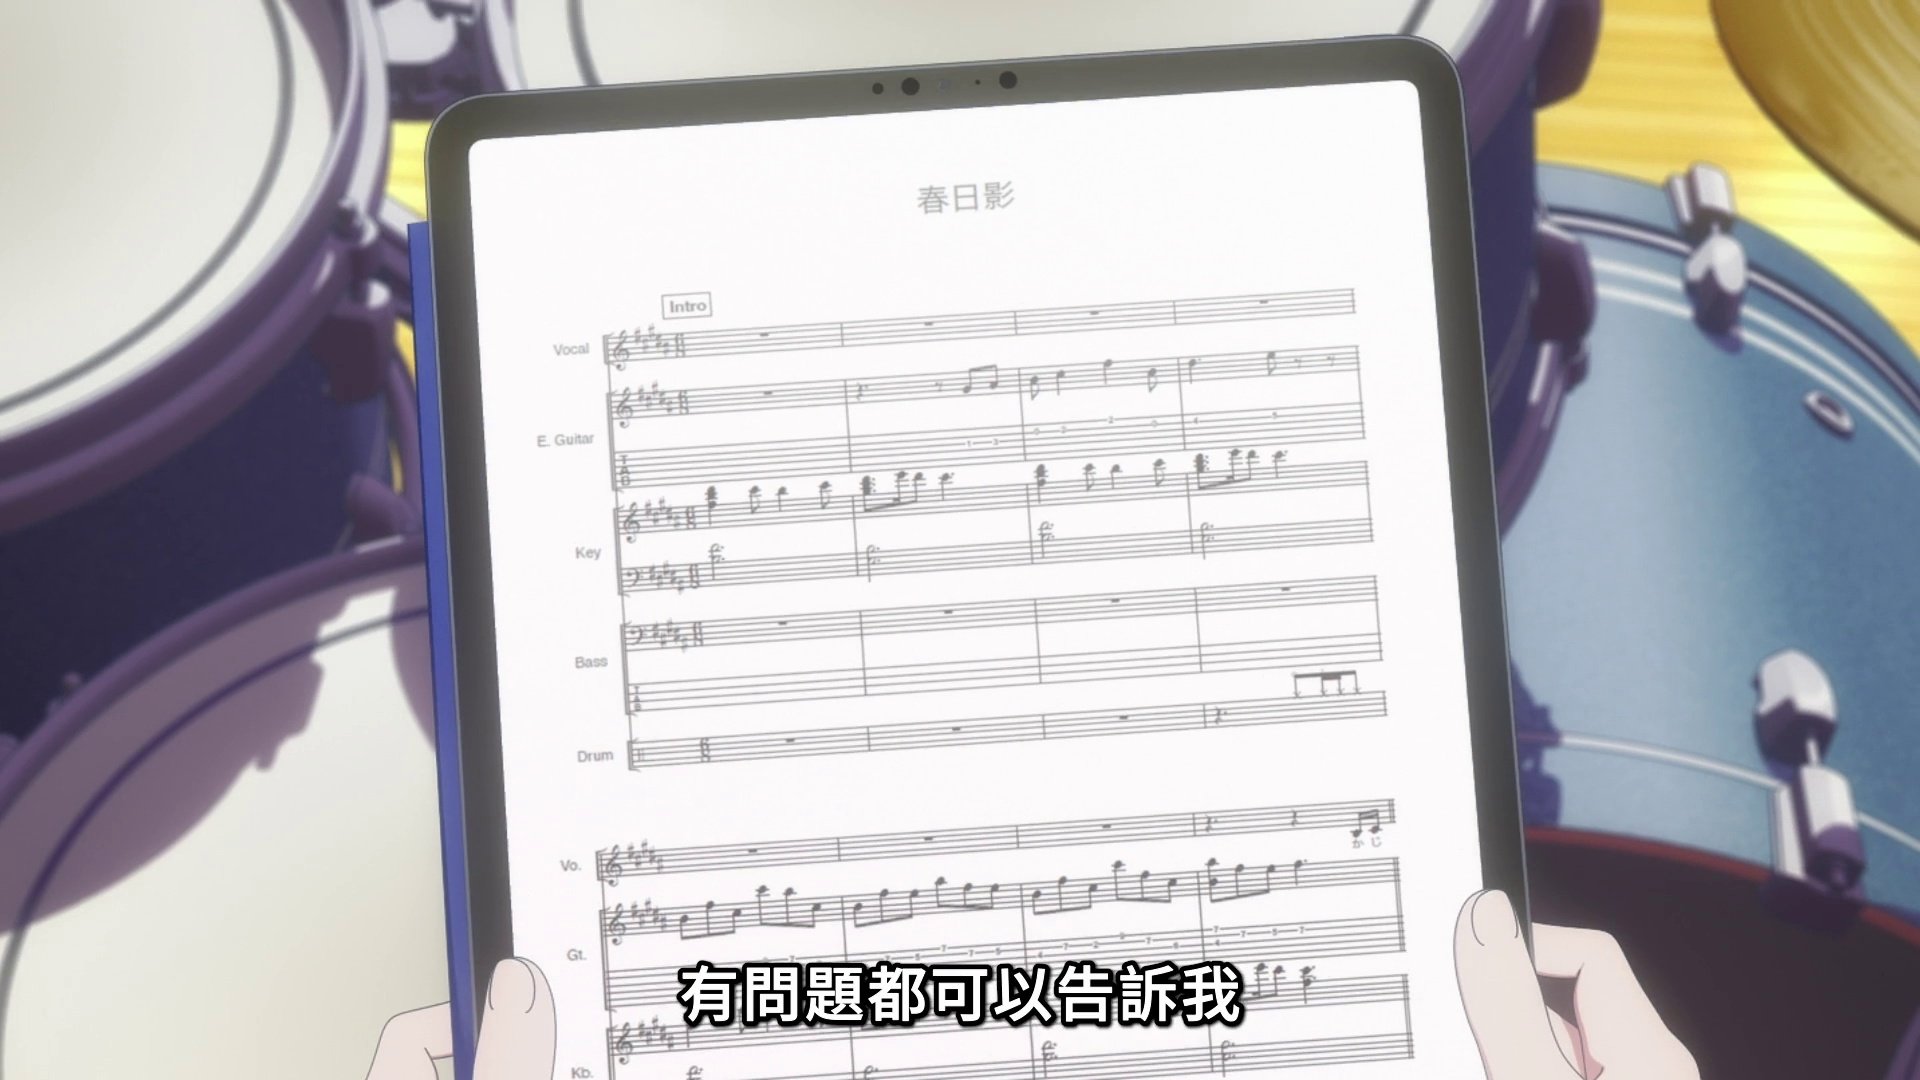 春日影
Intro
Vocal
E. Guitar
Key
Bass
Drum
Vo.
かじ
Gt.
有問題都可以告訴我
Kb.